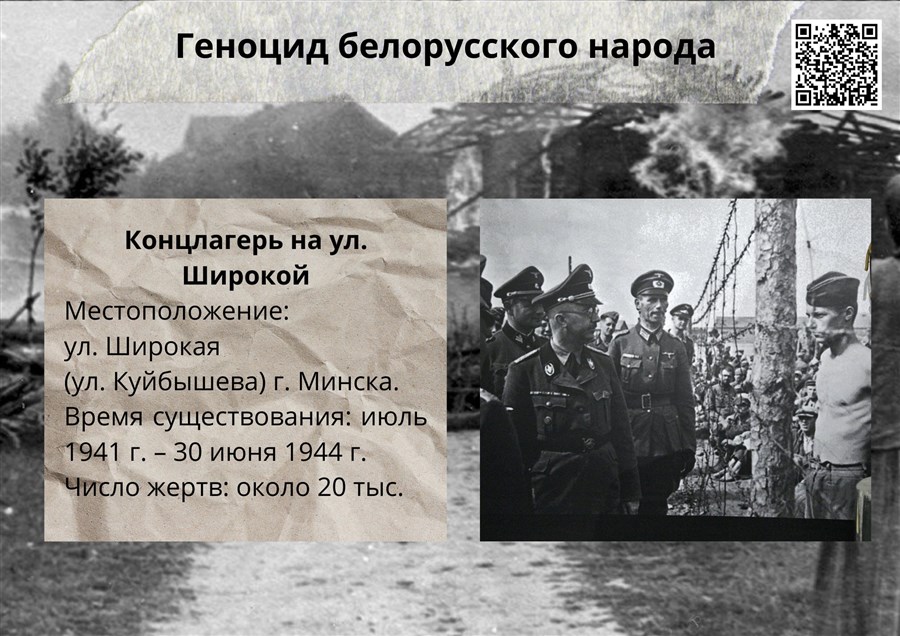 Геноцид белорусского народа
Концлагерь на ул.
Широкой
Местоположение:
ул. Широкая
(ул. Куйбышева) г. Минска.
Время существования: июль
1941 г. – 30 июня 1944 г.
Число жертв: около 20 тыс.